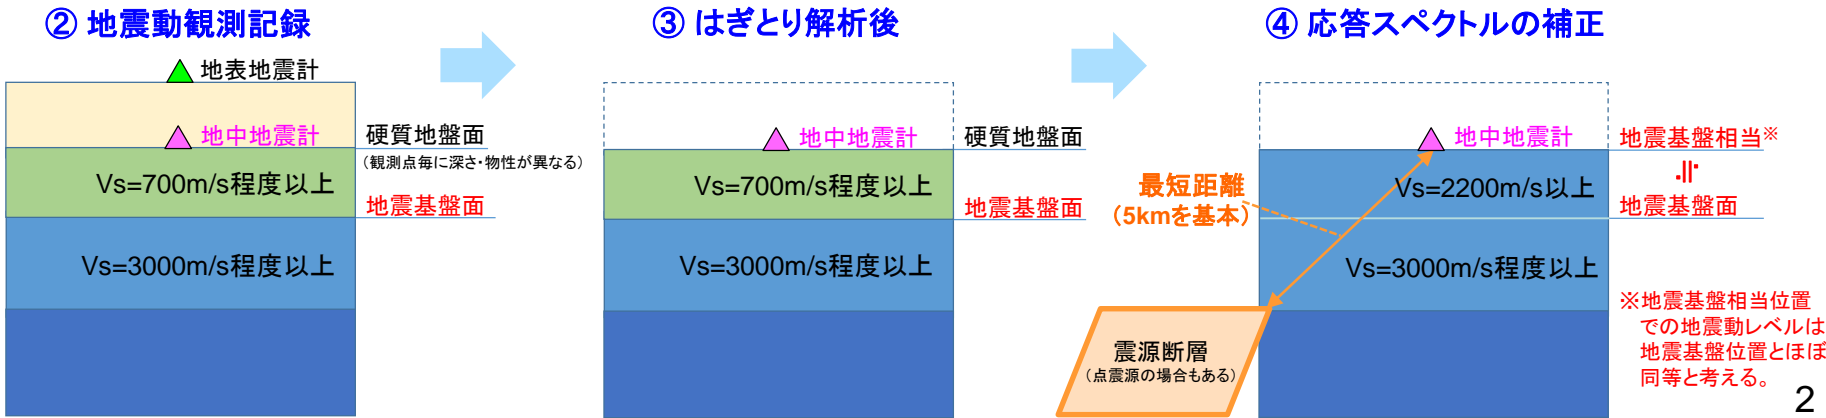 ② 地震動観測記録
地表地震計
地中地震計
硬質地盤面
（観測点毎に深さ・物性が異なる）
Vs=700m/s程度以上
地震基盤面
Vs=3000m/s程度以上
③ はぎとり解析後
地中地震計
硬質地盤面
Vs=700m/s程度以上
地震基盤面
Vs=3000m/s程度以上
④ 応答スペクトルの補正
地中地震計
地震基盤相当※
≒
最短距離
（5kmを基本）
Vs=2200m/s以上
地震基盤面
Vs=3000m/s程度以上
震源断層
（点震源の場合もある）
※地震基盤相当位置
での地震動レベルは
地震基盤位置とほぼ
同等と考える。
2